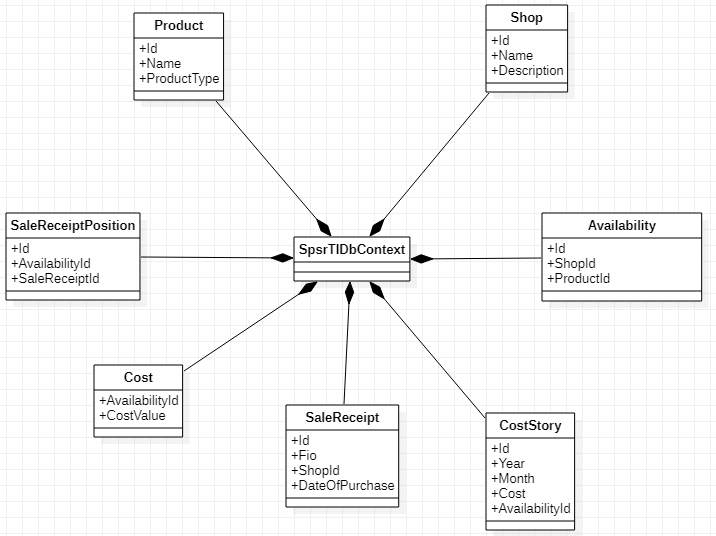 Product
+Id
+Name
+ProductType
Shop
+Id
+Name
+Description
SaleReceiptPosition
+Id
+AvailabilityId
+SaleReceiptId
SpsrTIDbContext
Availability
+Id
+ShopId
+ProductId
Cost
+AvailabilityId
+CostValue
SaleReceipt
+Id
+Fio
+ShopId
+DateOfPurchase
CostStory
+Id
+Year
+Month
+Cost
+AvailabilityId